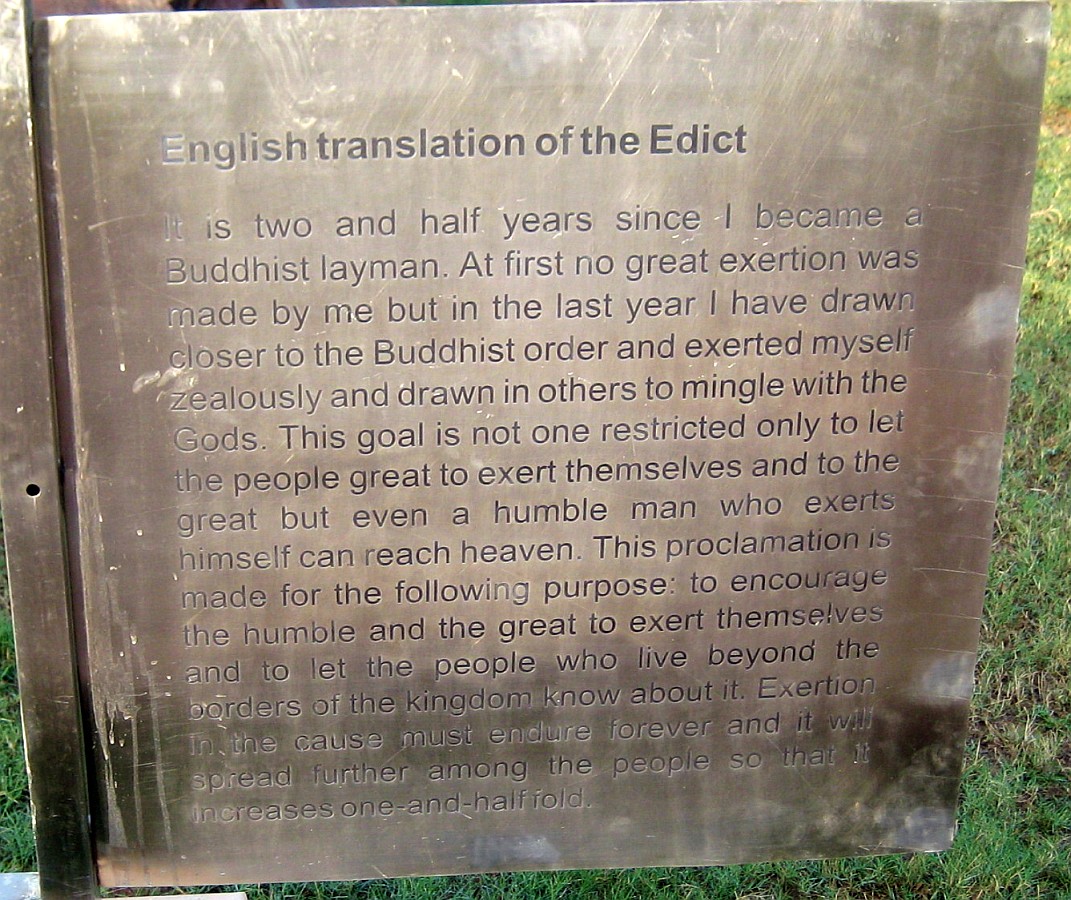 English translation of the Edict
It is two and half years since I became a
Buddhist layman. At first no great exertion was
made by me but in the last year I have drawn
closer to the Buddhist order and exerted myself
zealously and drawn in others to mingle with the
Gods. This goal is not one restricted only to let
the people great to exert themselves and to the
great but even a humble man who exerts
himself can reach heaven. This proclamation is
made for the following purpose: to encourage
the humble and the great to exert themselves
and to let the people who live beyond the
borders of the kingdom know about it. Exertion
in the cause must endure forever and it will
spread further among the people so that it
increases one-and-half fold.